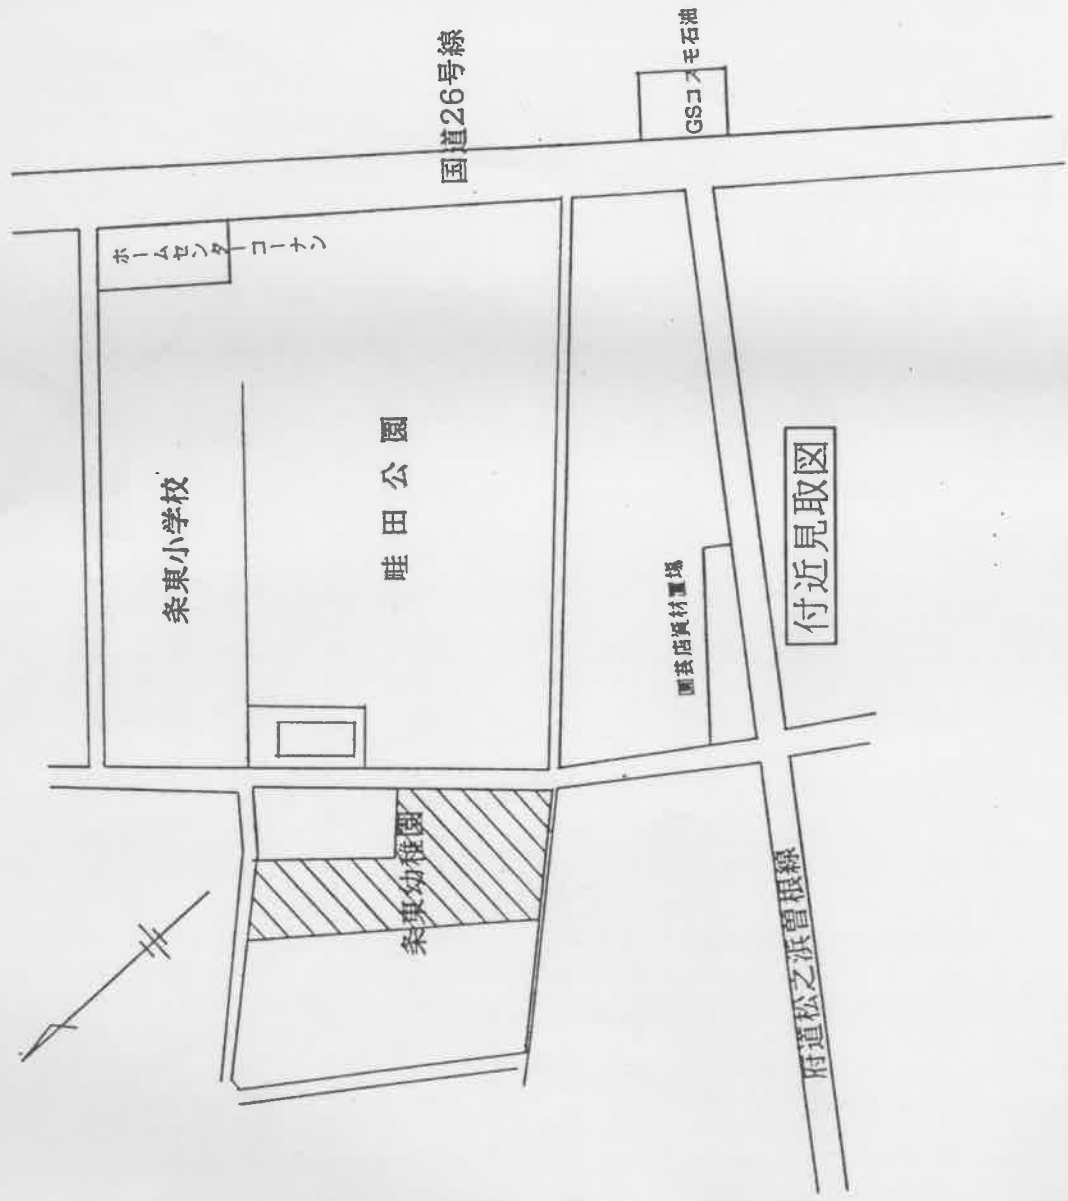 国道26号線
GSコスモ石油
ホームセンターコーナン
条東小学校
畦田公園
園芸店資材置場
付近見取図
条東幼稚園
府道松之浜曽根線